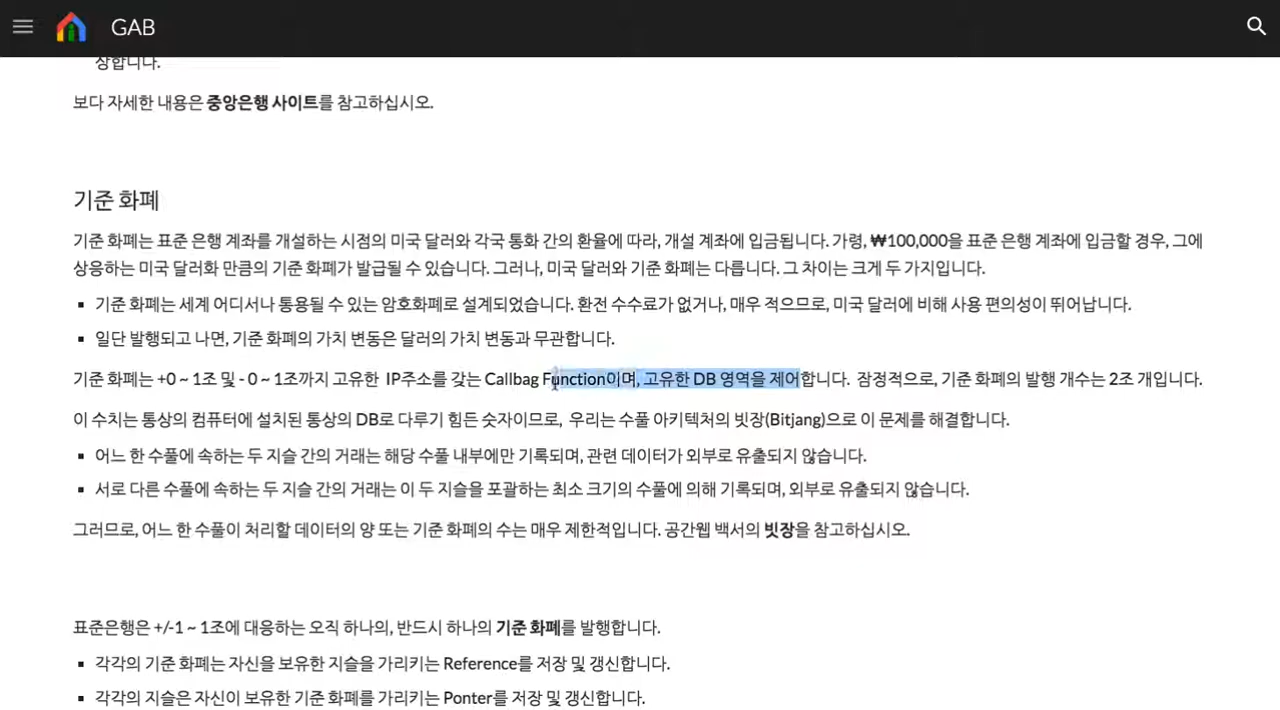 GAB
상합니다.
보다 자세한 내용은 중앙은행 사이트를 참고하십시오.
기준 화폐
기준 화폐는 표준 은행 계좌를 개설하는 시점의 미국 달러와 각국 통화 간의 환율에 따라, 개설 계좌에 입금됩니다. 가령, ₩100,000을 표준 은행 계좌에 입금할 경우, 그에
상응하는 미국 달러화 만큼의 기준 화폐가 발급될 수 있습니다. 그러나, 미국 달러와 기준 화폐는 다릅니다. 그 차이는 크게 두 가지입니다.
▪ 기준 화폐는 세계 어디서나 통용될 수 있는 암호화폐로 설계되었습니다. 환전 수수료가 없거나, 매우 적으므로, 미국 달러에 비해 사용 편의성이 뛰어납니다.
▪ 일단 발행되고 나면, 기준 화폐의 가치 변동은 달러의 가치 변동과 무관합니다.
기준 화폐는 +0 ~ 1조 및 - 0 ~ 1조까지 고유한 IP주소를 갖는 Callbag Function이며, 고유한 DB 영역을 제어합니다. 잠정적으로, 기준 화폐의 발행 개수는 2조 개입니다.
이 수치는 통상의 컴퓨터에 설치된 통상의 DB로 다루기 힘든 숫자이므로, 우리는 수풀 아키텍처의 빗장(Bitjang)으로 이 문제를 해결합니다.
▪ 어느 한 수풀에 속하는 두 지슬 간의 거래는 해당 수풀 내부에만 기록되며, 관련 데이터가 외부로 유출되지 않습니다.
▪ 서로 다른 수풀에 속하는 두 지슬 간의 거래는 이 두 지슬을 포괄하는 최소 크기의 수풀에 의해 기록되며, 외부로 유출되지 않습니다.
그러므로, 어느 한 수풀이 처리할 데이터의 양 또는 기준 화폐의 수는 매우 제한적입니다. 공간웹 백서의 빗장을 참고하십시오.
표준은행은 +/-1 ~ 1조에 대응하는 오직 하나의, 반드시 하나의 기준 화폐를 발행합니다.
▪ 각각의 기준 화폐는 자신을 보유한 지슬을 가리키는 Reference를 저장 및 갱신합니다.
▪ 각각의 지슬은 자신이 보유한 기준 화폐를 가리키는 Ponter를 저장 및 갱신합니다.